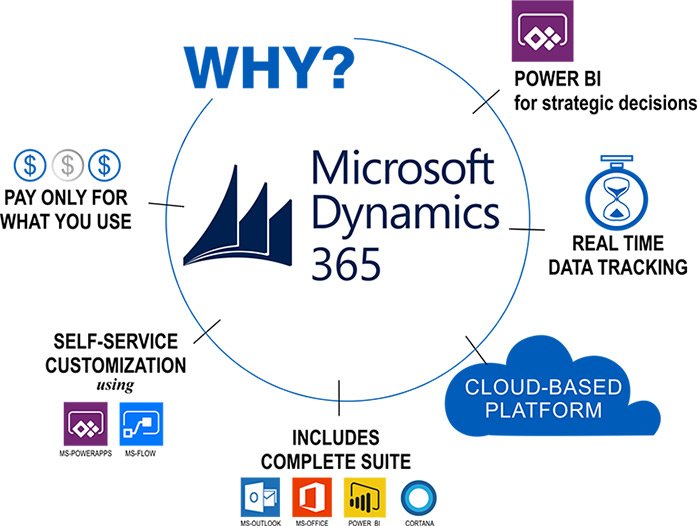 WHY?
Microsoft
Dynamics
365
POWER BI
for strategic decisions
REAL TIME
DATA TRACKING
CLOUD-BASED
PLATFORM
INCLUDES
COMPLETE SUITE
MS-OUTLOOK
MS-OFFICE
POWER BI
CORTANA
SELF-SERVICE
CUSTOMIZATION
using
MS-POWERAPPS
MS-FLOW
$ $ $
PAY ONLY FOR
WHAT YOU USE